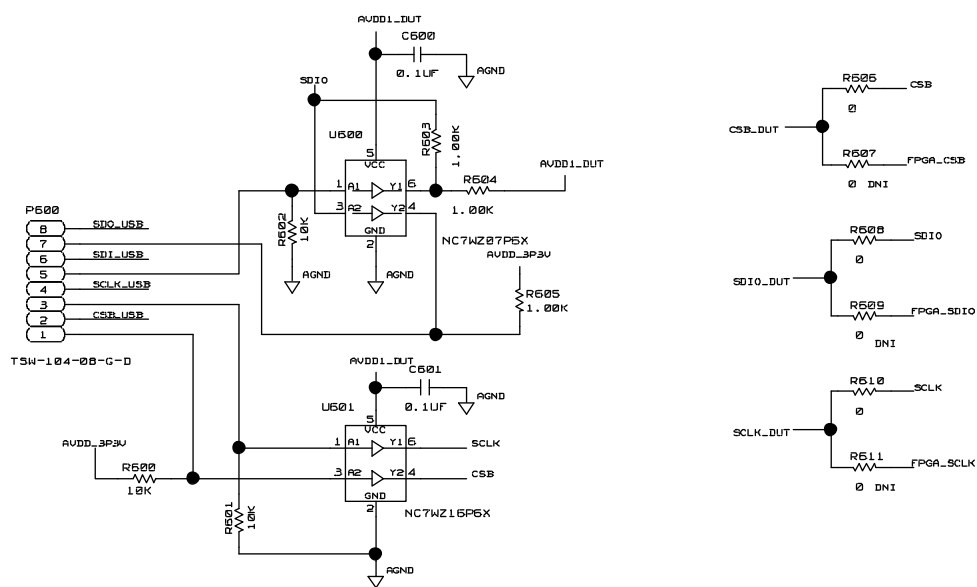 AVDD1_DUT
C600
0.1UF
AGND
SDIO
U600
R603
1.00K
5
VCC
1 A1 Y1 6
3 A2 Y2 4
GND
2
R604
1.00K
AVDD1_DUT
R602
10K
AGND
AGND
NC7WZ07P6X
AVDD_3P3V
R605
1.00K
P600
8 SDO_USB
7
6 SDI_USB
5
4 SCLK_USB
3
2 CSB_USB
1
TSW-104-08-G-D
AVDD1_DUT
C601
0.1UF
AGND
U601
5
VCC
1 A1 Y1 6 SCLK
3 A2 Y2 4 CSB
GND
2
NC7WZ16P6X
AVDD_3P3V
R600
10K
R601
10K
AGND
R606
CSB
0
CSB_DUT
R607
FPGA_CSB
0 DNI
R608
SDIO
0
SDIO_DUT
R609
FPGA_SDIO
0 DNI
R610
SCLK
0
SCLK_DUT
R611
FPGA_SCLK
0 DNI